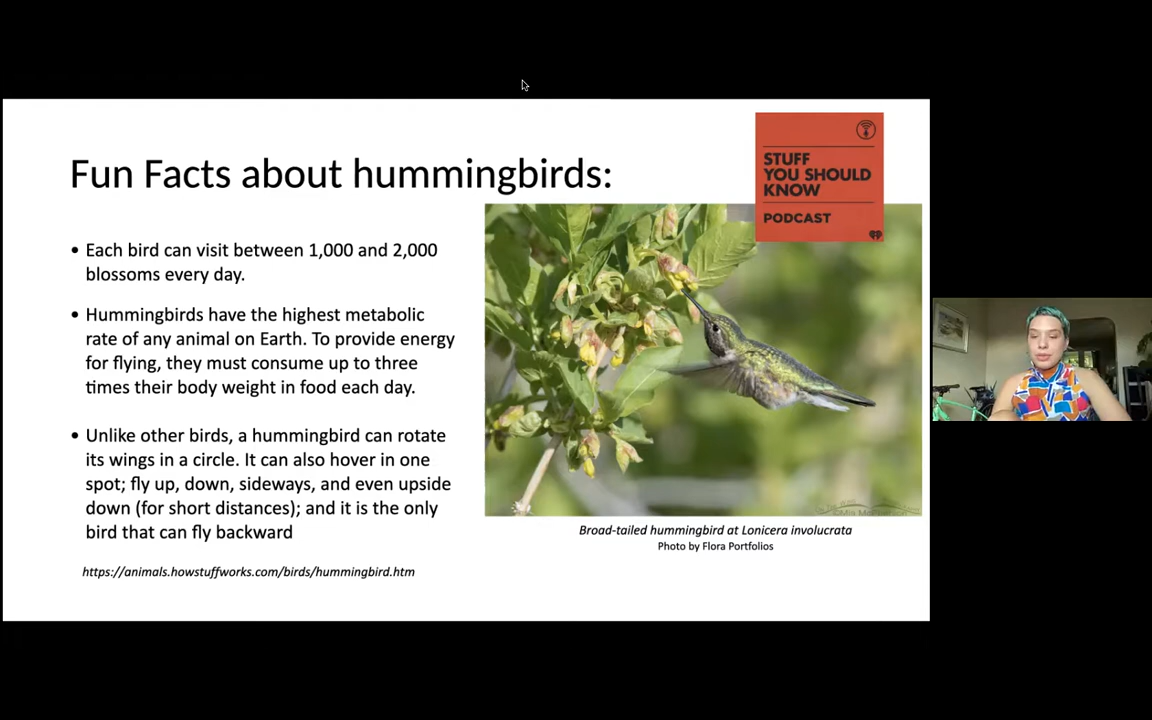 Fun Facts about hummingbirds:
STUFF
YOU SHOULD
KNOW
PODCAST
• Each bird can visit between 1,000 and 2,000
blossoms every day.
• Hummingbirds have the highest metabolic
rate of any animal on Earth. To provide energy
for flying, they must consume up to three
times their body weight in food each day.
• Unlike other birds, a hummingbird can rotate
its wings in a circle. It can also hover in one
spot; fly up, down, sideways, and even upside
down (for short distances); and it is the only
bird that can fly backward
https://animals.howstuffworks.com/birds/hummingbird.htm
Broad-tailed hummingbird at Lonicera involucrata
Photo by Flora Portfolios